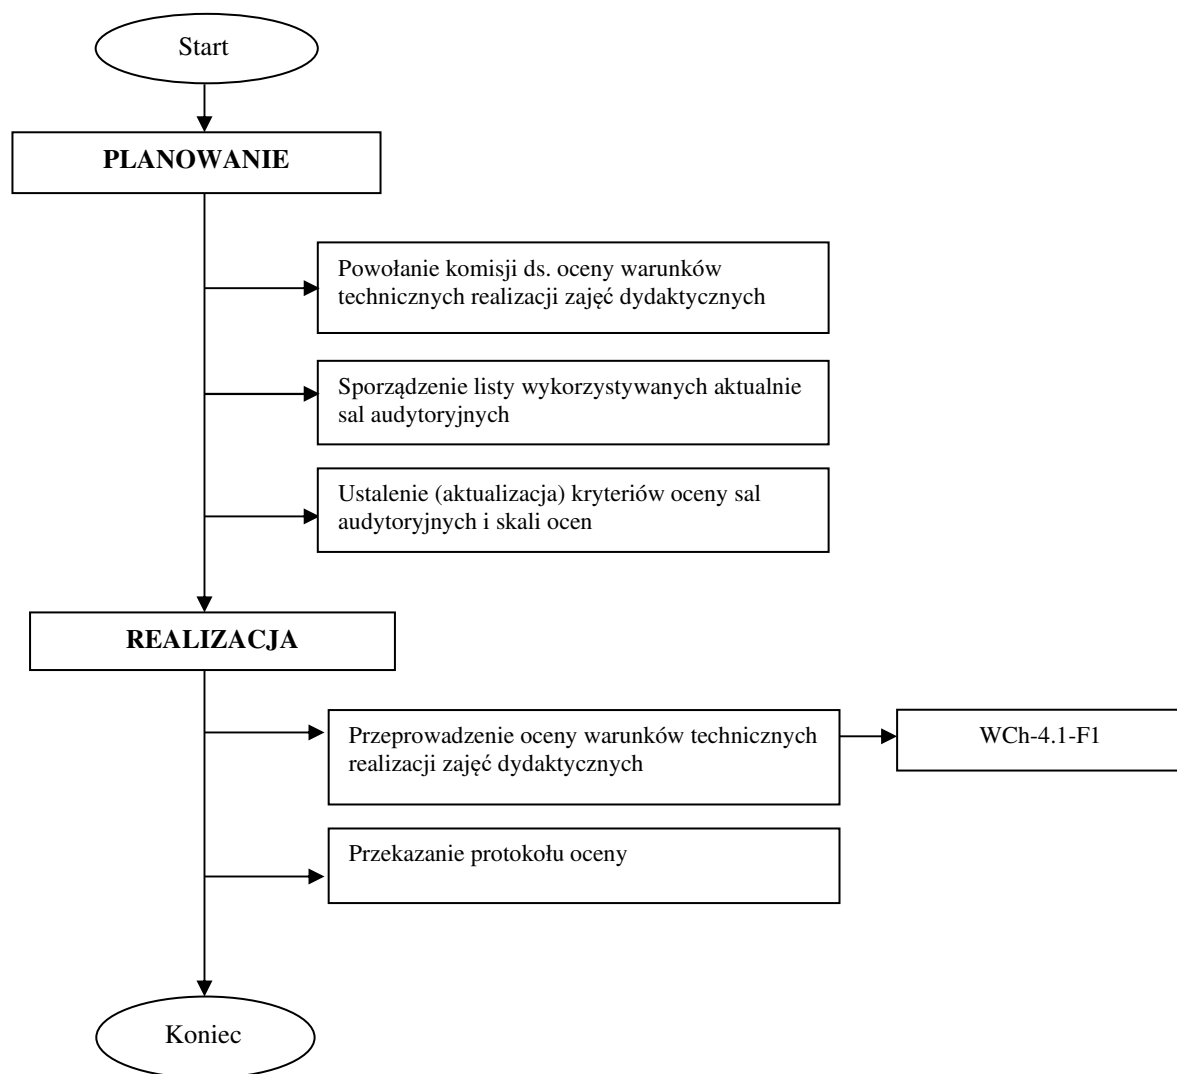 Start
PLANOWANIE
Powołanie komisji ds. oceny warunków
technicznych realizacji zajęć dydaktycznych
Sporządzenie listy wykorzystywanych aktualnie
sal audytoryjnych
Ustalenie (aktualizacja) kryteriów oceny sal
audytoryjnych i skali ocen
REALIZACJA
Przeprowadzenie oceny warunków technicznych
realizacji zajęć dydaktycznych
WCh-4.1-F1
Przekazanie protokołu oceny
Koniec